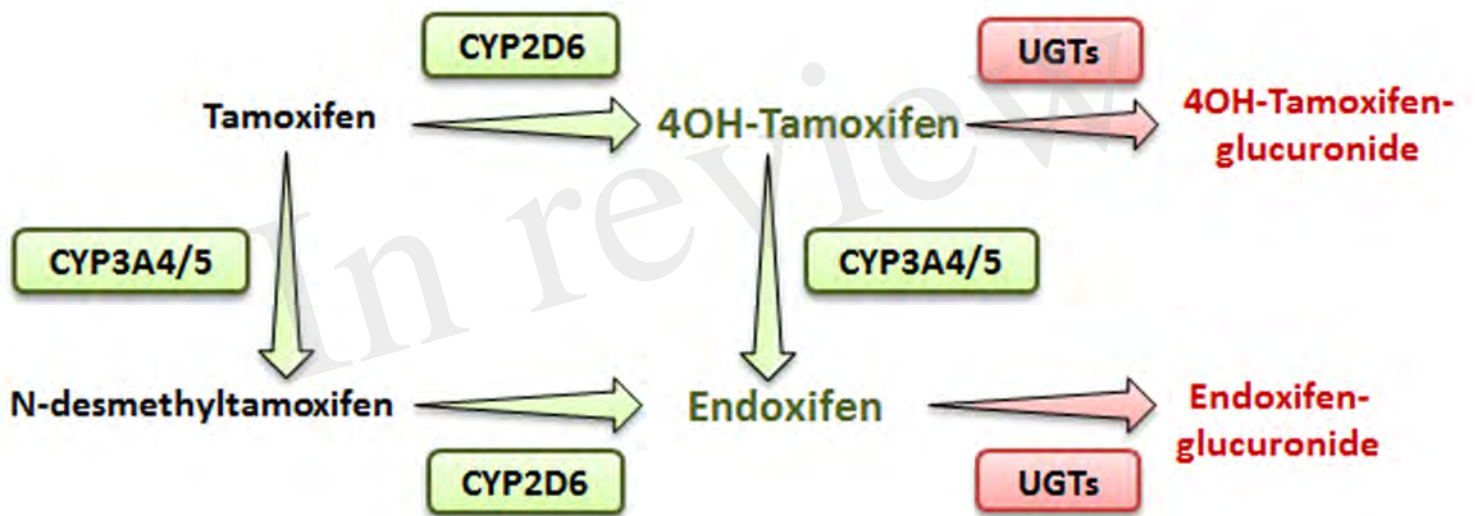 CYP2D6
UGTs
Tamoxifen
4OH-Tamoxifen
4OH-Tamoxifen-
glucuronide
CYP3A4/5
CYP3A4/5
In review
N-desmethyltamoxifen
Endoxifen
Endoxifen-
glucuronide
CYP2D6
UGTs